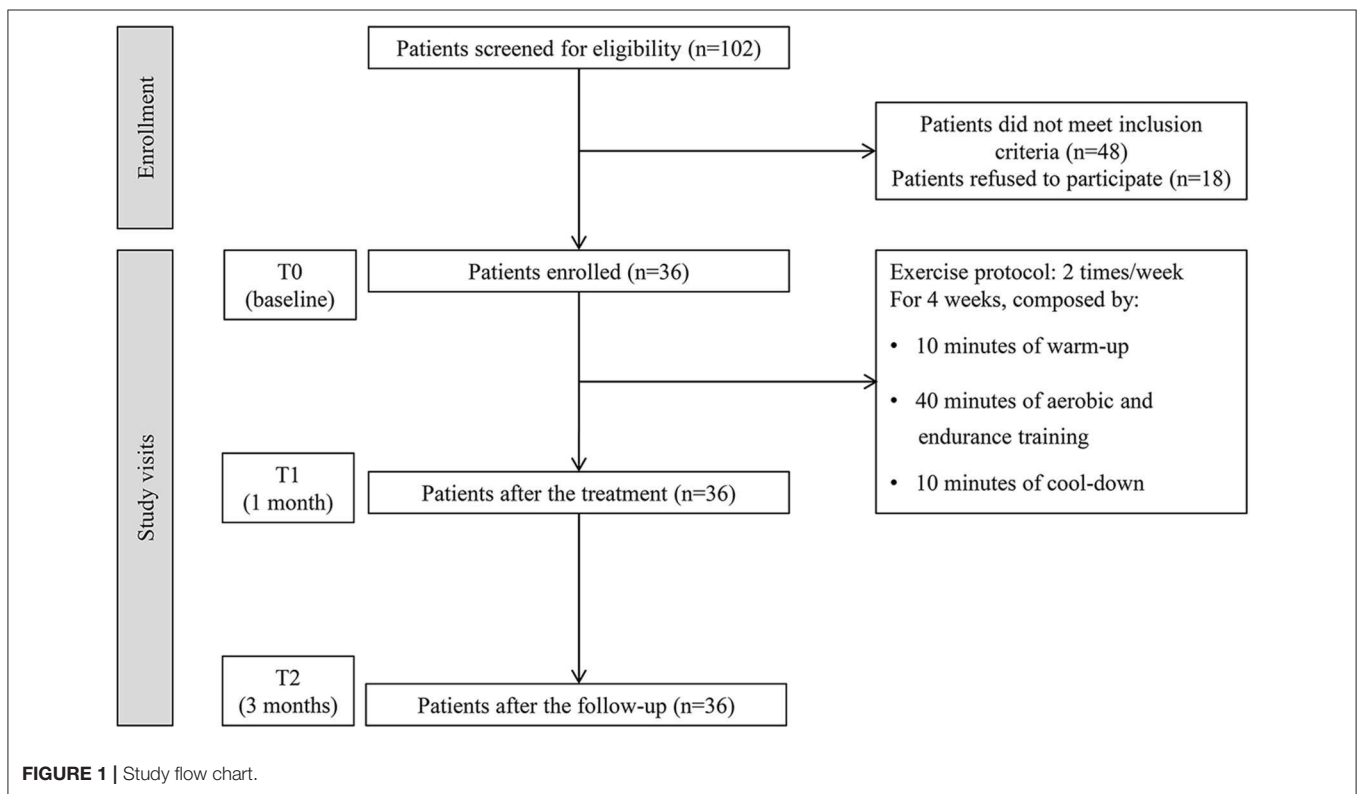 Enrollment
Patients screened for eligibility (n=102)
Patients did not meet inclusion
criteria (n=48)
Patients refused to participate (n=18)
Study visits
T0
(baseline)
Patients enrolled (n=36)
Exercise protocol: 2 times/week
For 4 weeks, composed by:
• 10 minutes of warm-up
• 40 minutes of aerobic and
endurance training
• 10 minutes of cool-down
T1
(1 month)
Patients after the treatment (n=36)
T2
(3 months)
Patients after the follow-up (n=36)
FIGURE 1 | Study flow chart.